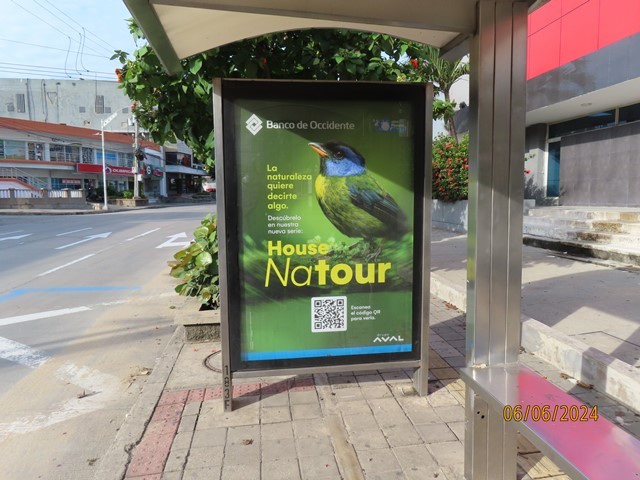 Banco de Occidente
La
naturaleza
quiere
decirte
algo.
Descúbrelo
en nuestra
nueva serie:
House
Natour
Escanea
el código QR
para verlo.
GRUPO
AVAL
06/06/2024